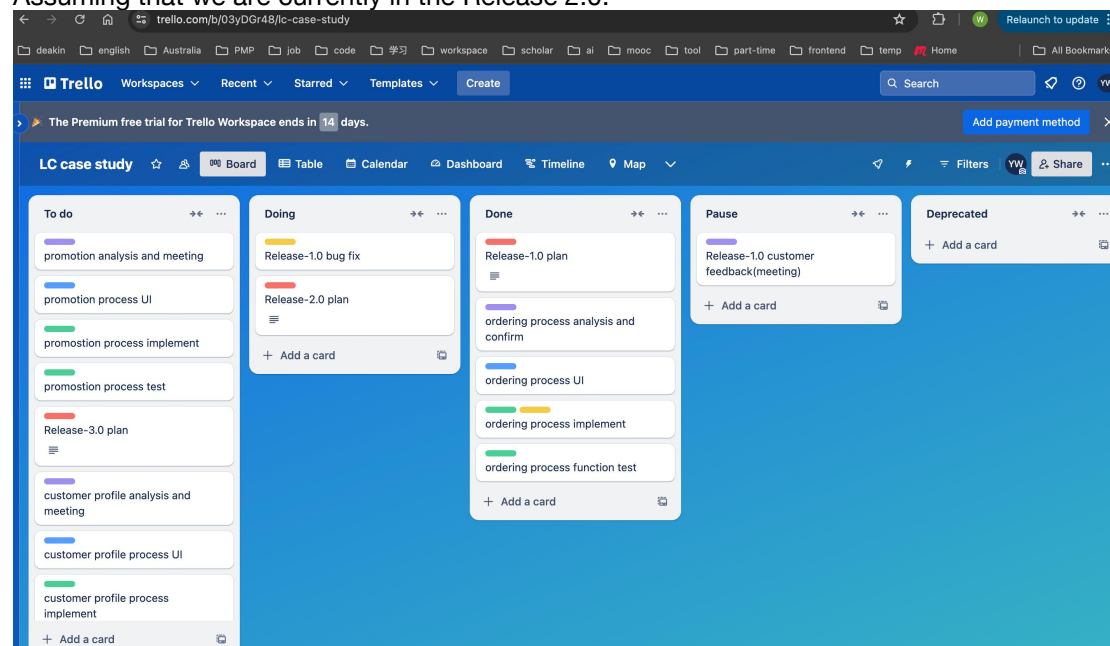 Assuming that we are currently in the Release 2.0.
trello.com/b/03yDGr48/lc-case-study
W
Relaunch to update
deakin english Australia PMP job code 学习 workspace scholar ai mooc tool part-time frontend temp Home All Bookmark
Trello Workspaces Recent Starred Templates Create Search YW
The Premium free trial for Trello Workspace ends in 14 days. Add payment method
LC case study Board Table Calendar Dashboard Timeline Map Filters YW Share
To do
promotion analysis and meeting
promotion process UI
promostion process implement
promostion process test
Release-3.0 plan
customer profile analysis and
meeting
customer profile process UI
customer profile process
implement
+ Add a card
Doing
Release-1.0 bug fix
Release-2.0 plan
+ Add a card
Done
Release-1.0 plan
ordering process analysis and
confirm
ordering process UI
ordering process implement
ordering process function test
+ Add a card
Pause
Release-1.0 customer
feedback(meeting)
+ Add a card
Deprecated
+ Add a card